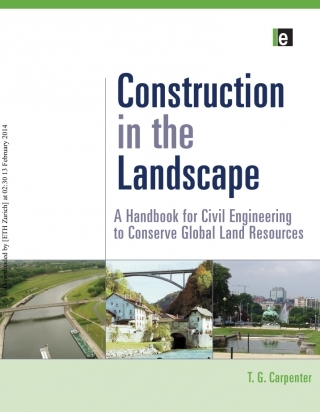 e
Construction
in the
Landscape
A Handbook for Civil Engineering
to Conserve Global Land Resources
T. G. Carpenter
Downloaded by [ETH Zurich] at 02:30 13 February 2014